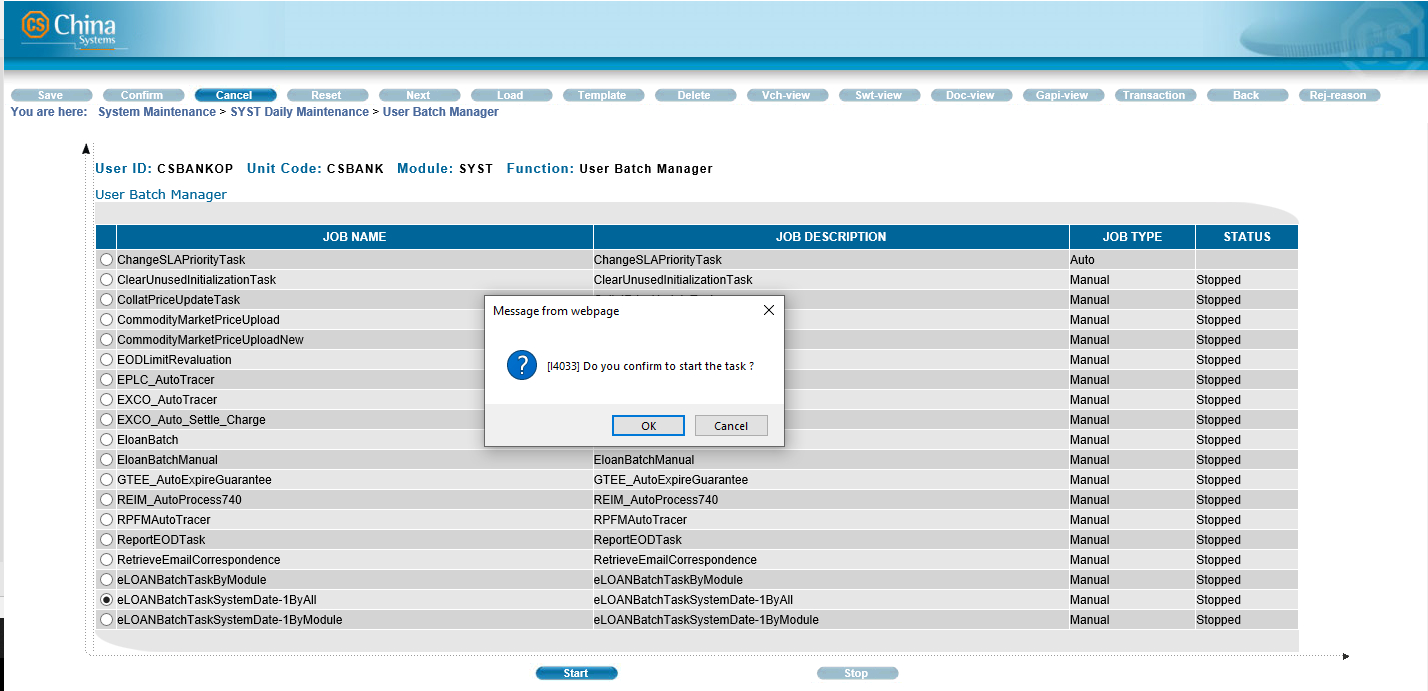 CS China
Systems
Save Confirm Cancel Reset Next Load Template Delete Vch-view Swt-view Doc-view Gapi-view Transaction Back Rej-reason
You are here: System Maintenance > SYST Daily Maintenance > User Batch Manager
User ID: CSBANKOP Unit Code: CSBANK Module: SYST Function: User Batch Manager
User Batch Manager
JOB NAME JOB DESCRIPTION JOB TYPE STATUS
ChangeSLAPriorityTask ChangeSLAPriorityTask Auto
ClearUnusedInitializationTask ClearUnusedInitializationTask Manual Stopped
CollatPriceUpdateTask Manual Stopped
CommodityMarketPriceUpload Manual Stopped
CommodityMarketPriceUploadNew Manual Stopped
EODLimitRevaluation Manual Stopped
EPLC_AutoTracer Manual Stopped
EXCO_AutoTracer Manual Stopped
EXCO_Auto_Settle_Charge Manual Stopped
EloanBatch Manual Stopped
EloanBatchManual EloanBatchManual Manual Stopped
GTEE_AutoExpireGuarantee GTEE_AutoExpireGuarantee Manual Stopped
REIM_AutoProcess740 REIM_AutoProcess740 Manual Stopped
RPFMAutoTracer RPFMAutoTracer Manual Stopped
ReportEODTask ReportEODTask Manual Stopped
RetrieveEmailCorrespondence RetrieveEmailCorrespondence Manual Stopped
eLOANBatchTaskByModule eLOANBatchTaskByModule Manual Stopped
eLOANBatchTaskSystemDate-1ByAll eLOANBatchTaskSystemDate-1ByAll Manual Stopped
eLOANBatchTaskSystemDate-1ByModule eLOANBatchTaskSystemDate-1ByModule Manual Stopped
Message from webpage
[I4033] Do you confirm to start the task ?
OK Cancel
Start Stop